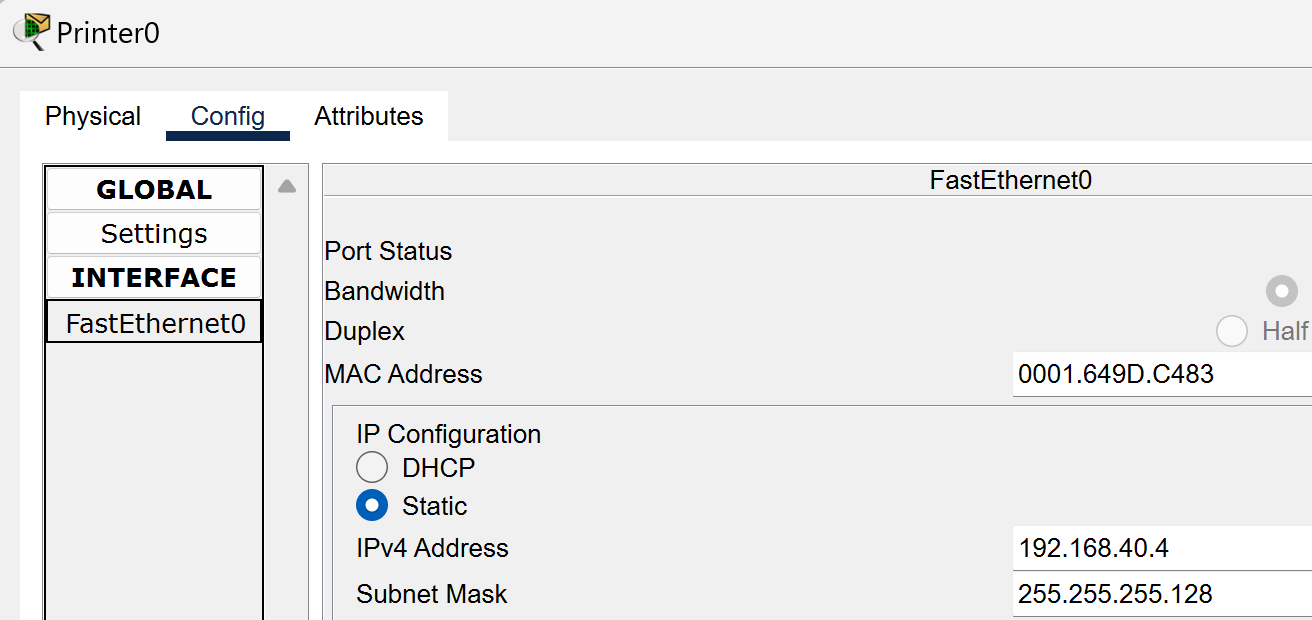 Printer0
Physical Config Attributes
GLOBAL
Settings
INTERFACE
FastEthernet0
FastEthernet0
Port Status
Bandwidth
Duplex Half
MAC Address 0001.649D.C483
IP Configuration
DHCP
Static
IPv4 Address 192.168.40.4
Subnet Mask 255.255.255.128